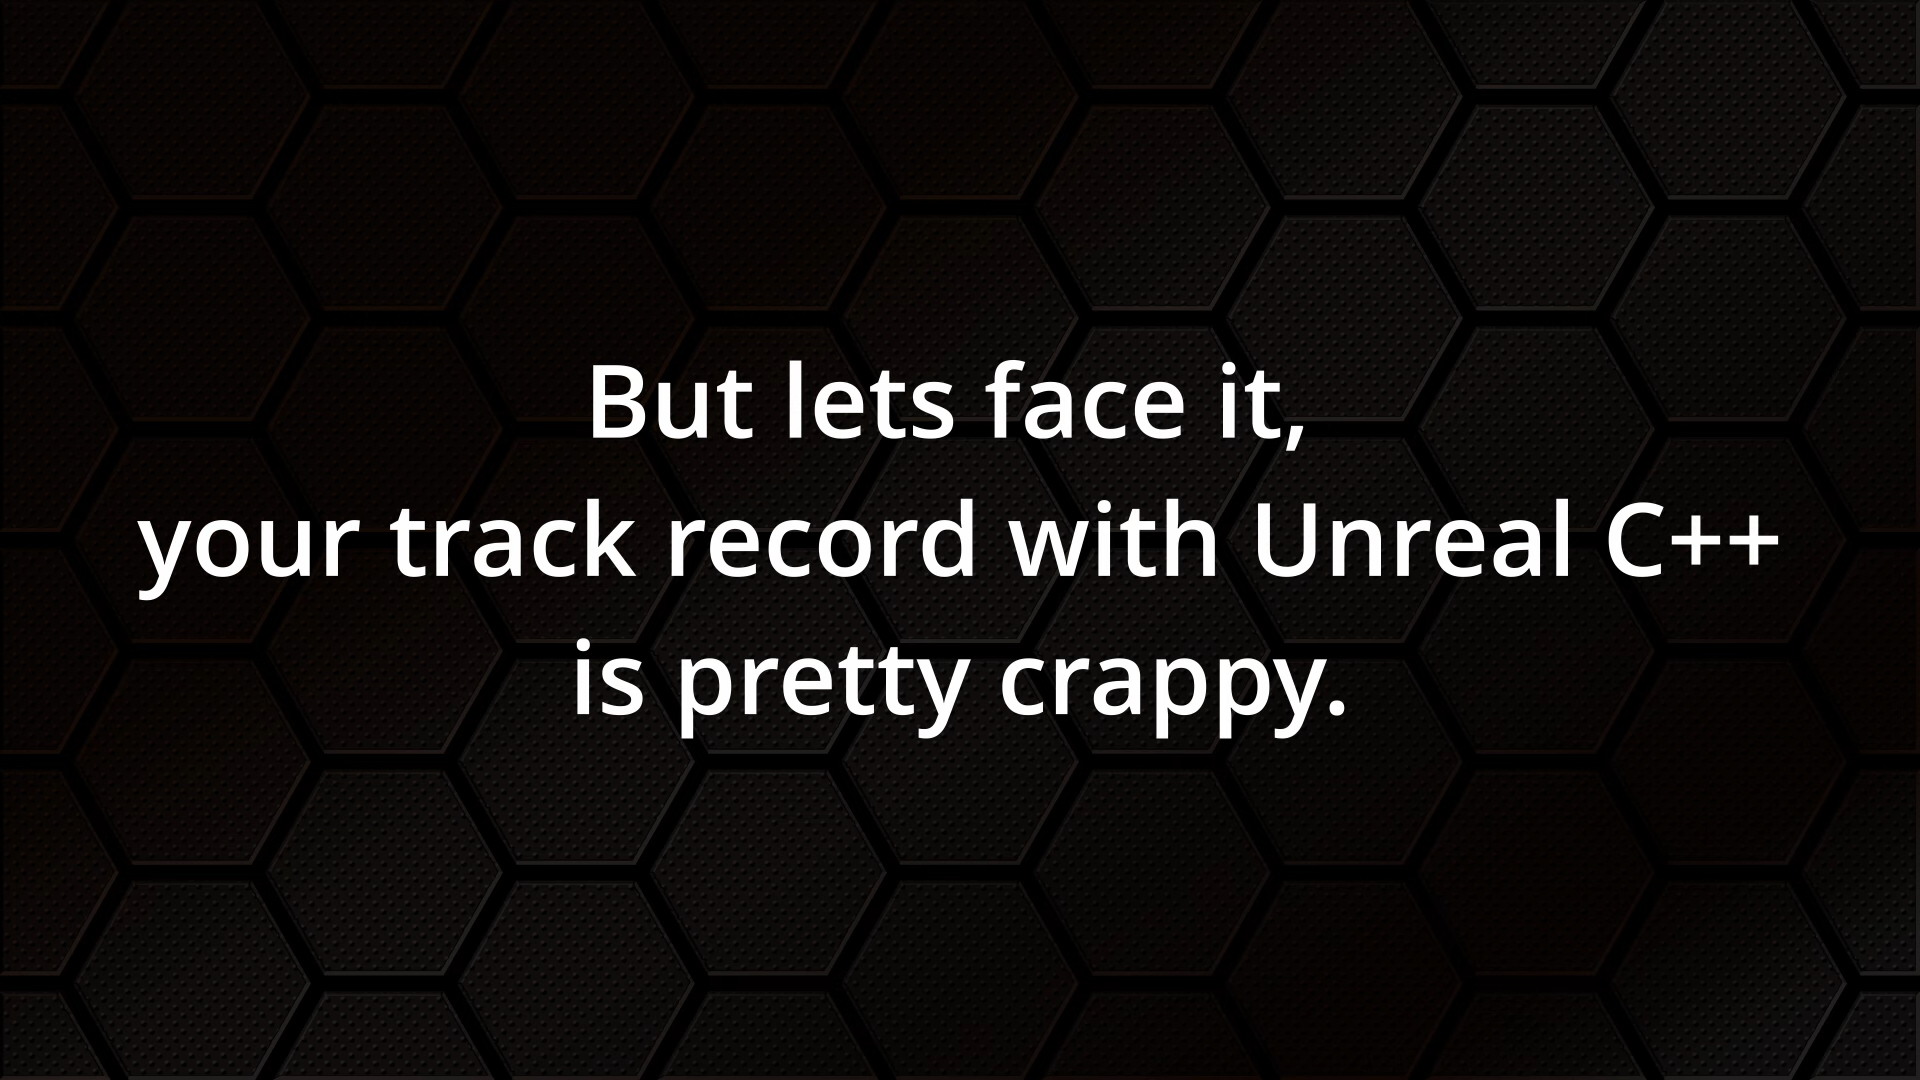 But lets face it,
your track record with Unreal C++
is pretty crappy.